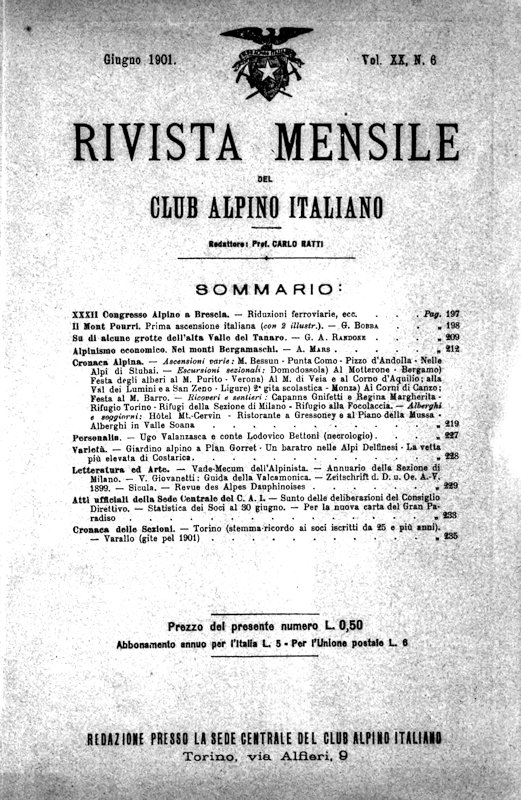 Giugno 1901.
Vol. XX, N. 6
RIVISTA MENSILE
DEL
CLUB ALPINO ITALIANO
Redattore: Prof. CARLO RATTI
SOMMARIO:
XXXII Congresso Alpino a Brescia. — Riduzioni ferroviarie, ecc. . . . Pag. 197
Il Mont Pourri. Prima ascensione italiana (con 2 illustr.). — G. BOBBA . . . „ 198
Su di alcune grotte dell'alta Valle del Tanaro. — G. A. RANDONE . . . „ 209
Alpinismo economico. Nei monti Bergamaschi. — A. MARS . . . . . „ 212
Cronaca Alpina. — Ascensioni varie: M. Bessun - Punta Como - Pizzo d'Andolla - Nelle
Alpi di Stubai. — Escursioni sezionali: Domodossola) Al Motterone - Bergamo)
Festa degli alberi al M. Purito - Verona) Al M. di Veia e al Corno d'Aquilio; alla
Val dei Lumini e a San Zeno - Ligure) 2ª gita scolastica - Monza) Ai Corni di Canzo;
Festa al M. Barro. — Ricoveri e sentieri: Capanne Gnifetti e Regina Margherita -
Rifugio Torino - Rifugi della Sezione di Milano - Rifugio alla Focolaccia. — Alberghi
e soggiorni: Hôtel Mt.-Cervin - Ristorante a Gressoney e al Piano della Mussa -
Alberghi in Valle Soana . . . . . . . . . . „ 219
Personalia. — Ugo Valanzasca e conte Lodovico Bettoni (necrologio). . . . „ 227
Varietà. — Giardino alpino a Plan Gorret - Un baratro nelle Alpi Delfinesi - La vetta
più elevata di Costarica. . . . . . . . . . . „ 228
Letteratura ed Arte. — Vade-Mecum dell'Alpinista. — Annuario della Sezione di
Milano. — V. Giovanetti: Guida della Valcamonica. — Zeitschrift d. D. u. Oe. A.-V.
1899. — Sicula. — Revue des Alpes Dauphinoises . . . . . . „ 229
Atti ufficiali della Sede Centrale del C. A. I. — Sunto delle deliberazioni del Consiglio
Direttivo. — Statistica dei Soci al 30 giugno. — Per la nuova carta del Gran Pa-
radiso . . . . . . . . . . . . . „ 233
Cronaca delle Sezioni. — Torino (stemma-ricordo ai soci iscritti da 25 e più anni).
— Varallo (gite pel 1901) . . . . . . . . . . „ 235
Prezzo del presente numero L. 0,50
Abbonamento annuo per l'Italia L. 5 - Per l'Unione postale L. 6
REDAZIONE PRESSO LA SEDE CENTRALE DEL CLUB ALPINO ITALIANO
Torino, via Alfieri, 9